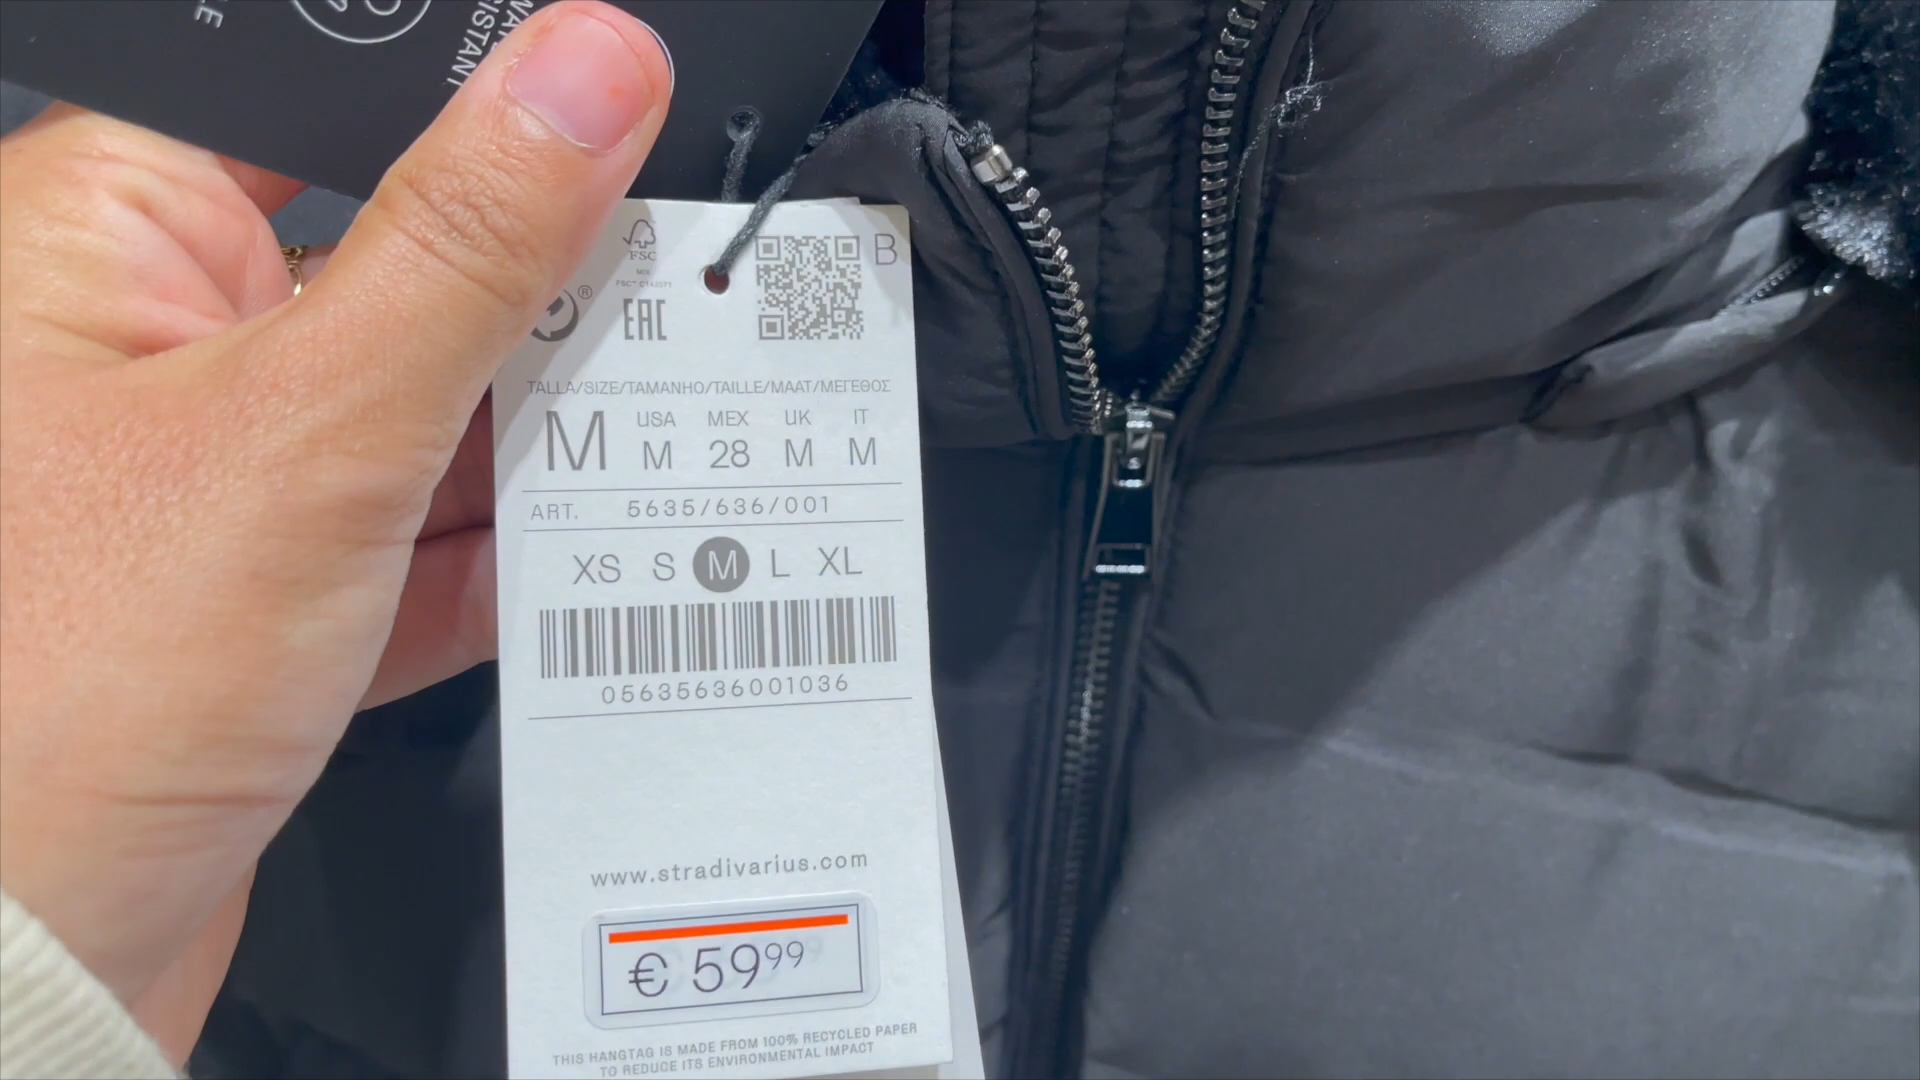 FSC
MIX
B
®
EAC
TALLA/SIZE/TAMANHO/TAILLE/MAAT/ΜΕΓΕΘΟΣ
M
USA MEX UK IT
M 28 M M
ART. 5635/636/001
XS S M L XL
05635636001036
www.stradivarius.com
€ 59⁹⁹
THIS HANGTAG IS MADE FROM 100% RECYCLED PAPER
TO REDUCE ITS ENVIRONMENTAL IMPACT